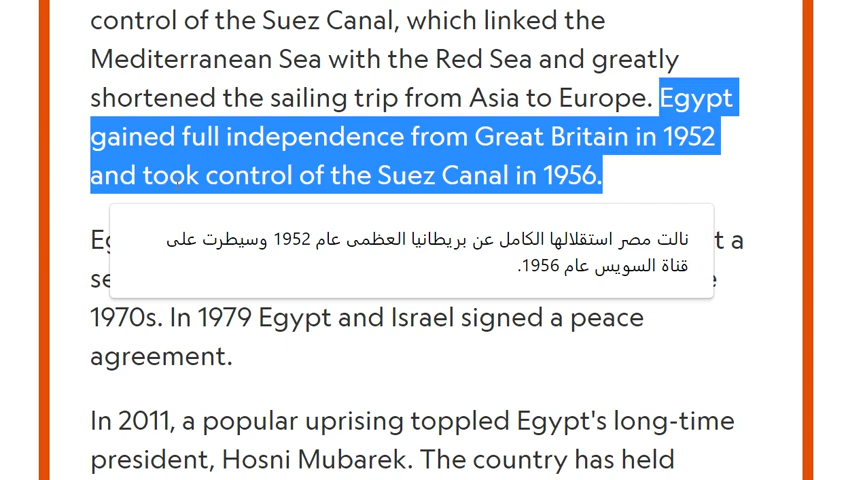 control of the Suez Canal, which linked the
Mediterranean Sea with the Red Sea and greatly
shortened the sailing trip from Asia to Europe. Egypt
gained full independence from Great Britain in 1952
and took control of the Suez Canal in 1956.
نالت مصر استقلالها الكامل عن بريطانيا العظمى عام 1952 وسيطرت على
قناة السويس عام 1956.
1970s. In 1979 Egypt and Israel signed a peace
agreement.
In 2011, a popular uprising toppled Egypt's long-time
president, Hosni Mubarek. The country has held